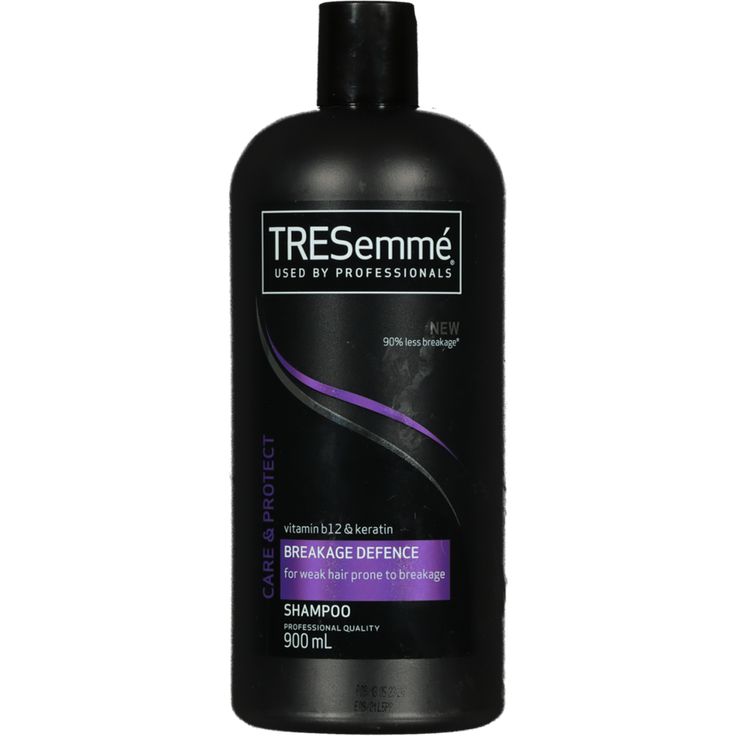 TRESemmé®
USED BY PROFESSIONALS
NEW
90% less breakage*
CARE & PROTECT
vitamin b12 & keratin
BREAKAGE DEFENCE
for weak hair prone to breakage
SHAMPOO
PROFESSIONAL QUALITY
900 mL